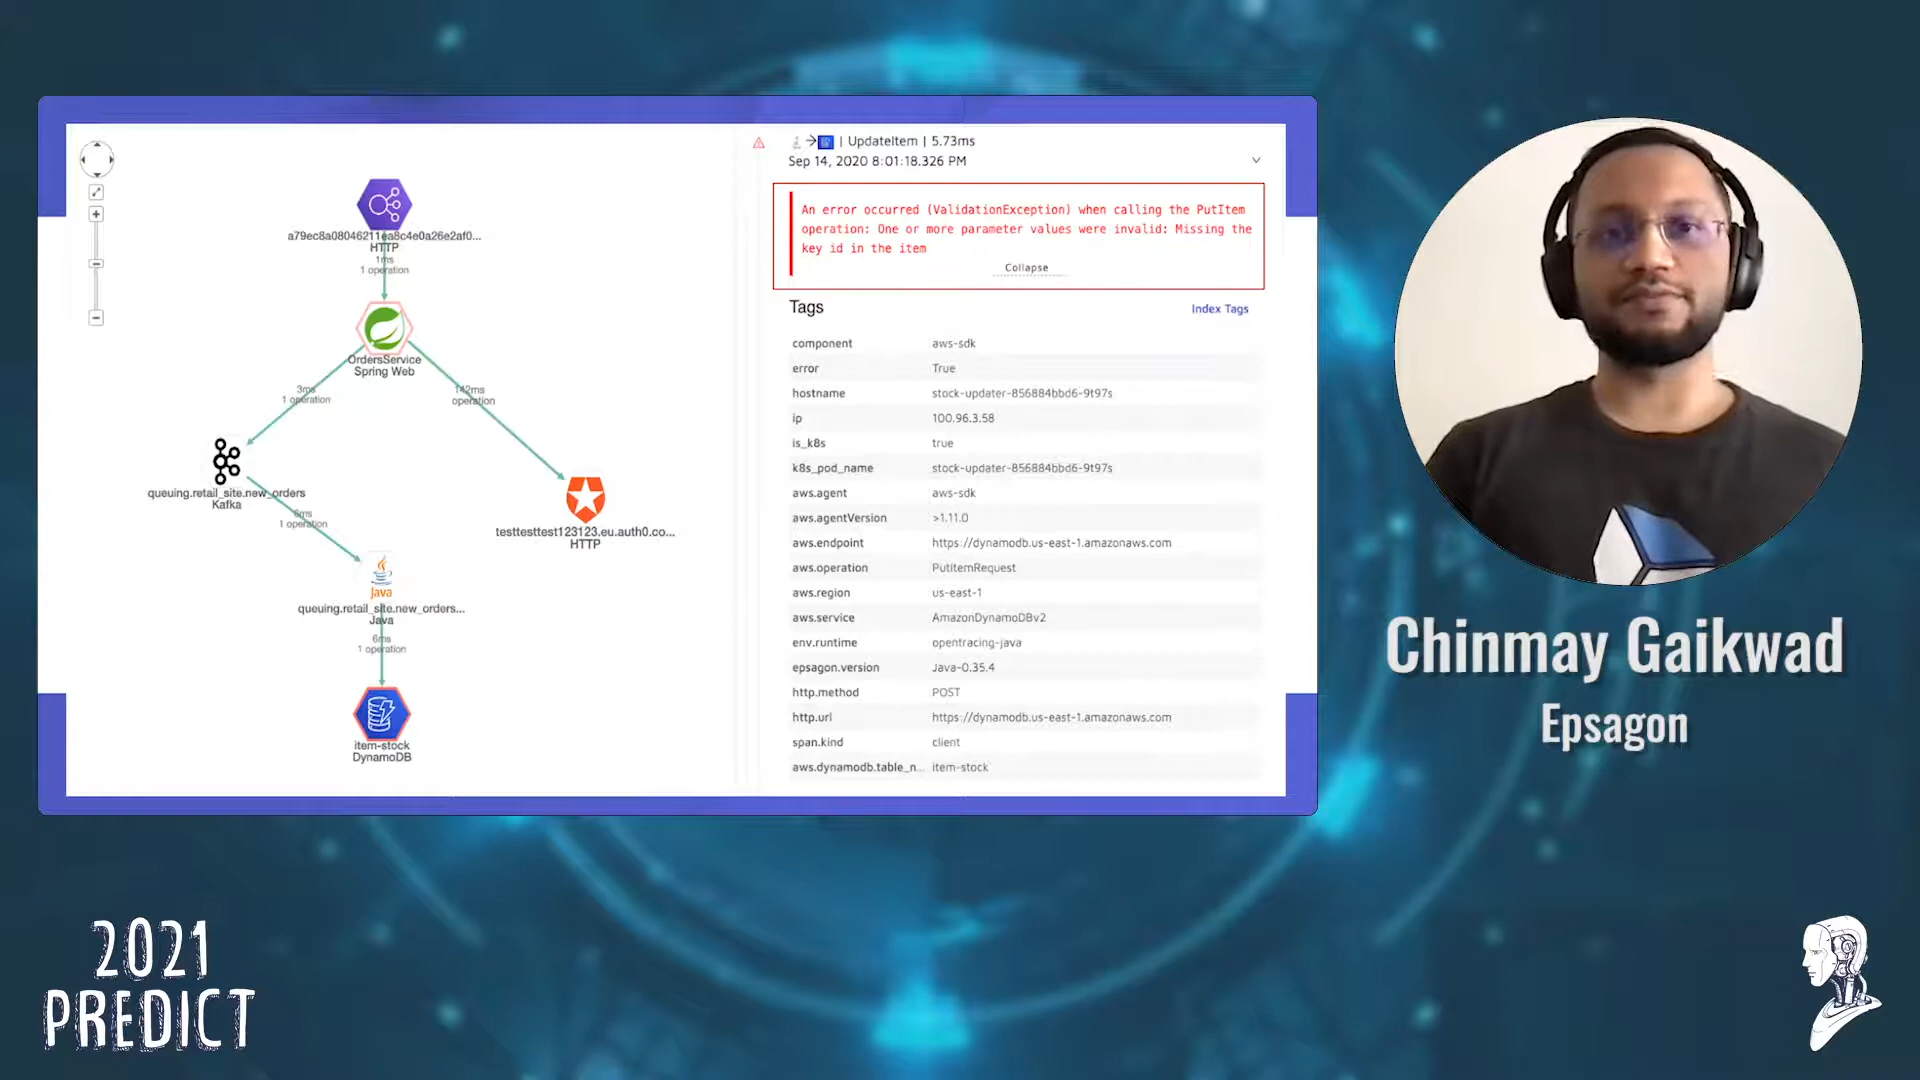 a79ec8a08046211ea8c4e0a26e2af0...
HTTP
1ms
1 operation
OrdersService
Spring Web
3ms
1 operation
142ms
operation
queuing.retail_site.new_orders
Kafka
6ms
1 operation
testtesttest123123.eu.auth0.co...
HTTP
Java
queuing.retail_site.new_orders...
Java
6ms
1 operation
item-stock
DynamoDB
| UpdateItem | 5.73ms
Sep 14, 2020 8:01:18.326 PM
An error occurred (ValidationException) when calling the PutItem
operation: One or more parameter values were invalid: Missing the
key id in the item
Collapse
Tags Index Tags
component aws-sdk
error True
hostname stock-updater-856884bbd6-9t97s
ip 100.96.3.58
is_k8s true
k8s_pod_name stock-updater-856884bbd6-9t97s
aws.agent aws-sdk
aws.agentVersion >1.11.0
aws.endpoint https://dynamodb.us-east-1.amazonaws.com
aws.operation PutItemRequest
aws.region us-east-1
aws.service AmazonDynamoDBv2
env.runtime opentracing-java
epsagon.version Java-0.35.4
http.method POST
http.url https://dynamodb.us-east-1.amazonaws.com
span.kind client
aws.dynamodb.table_n... item-stock
Chinmay Gaikwad
Epsagon
2021
PREDICT